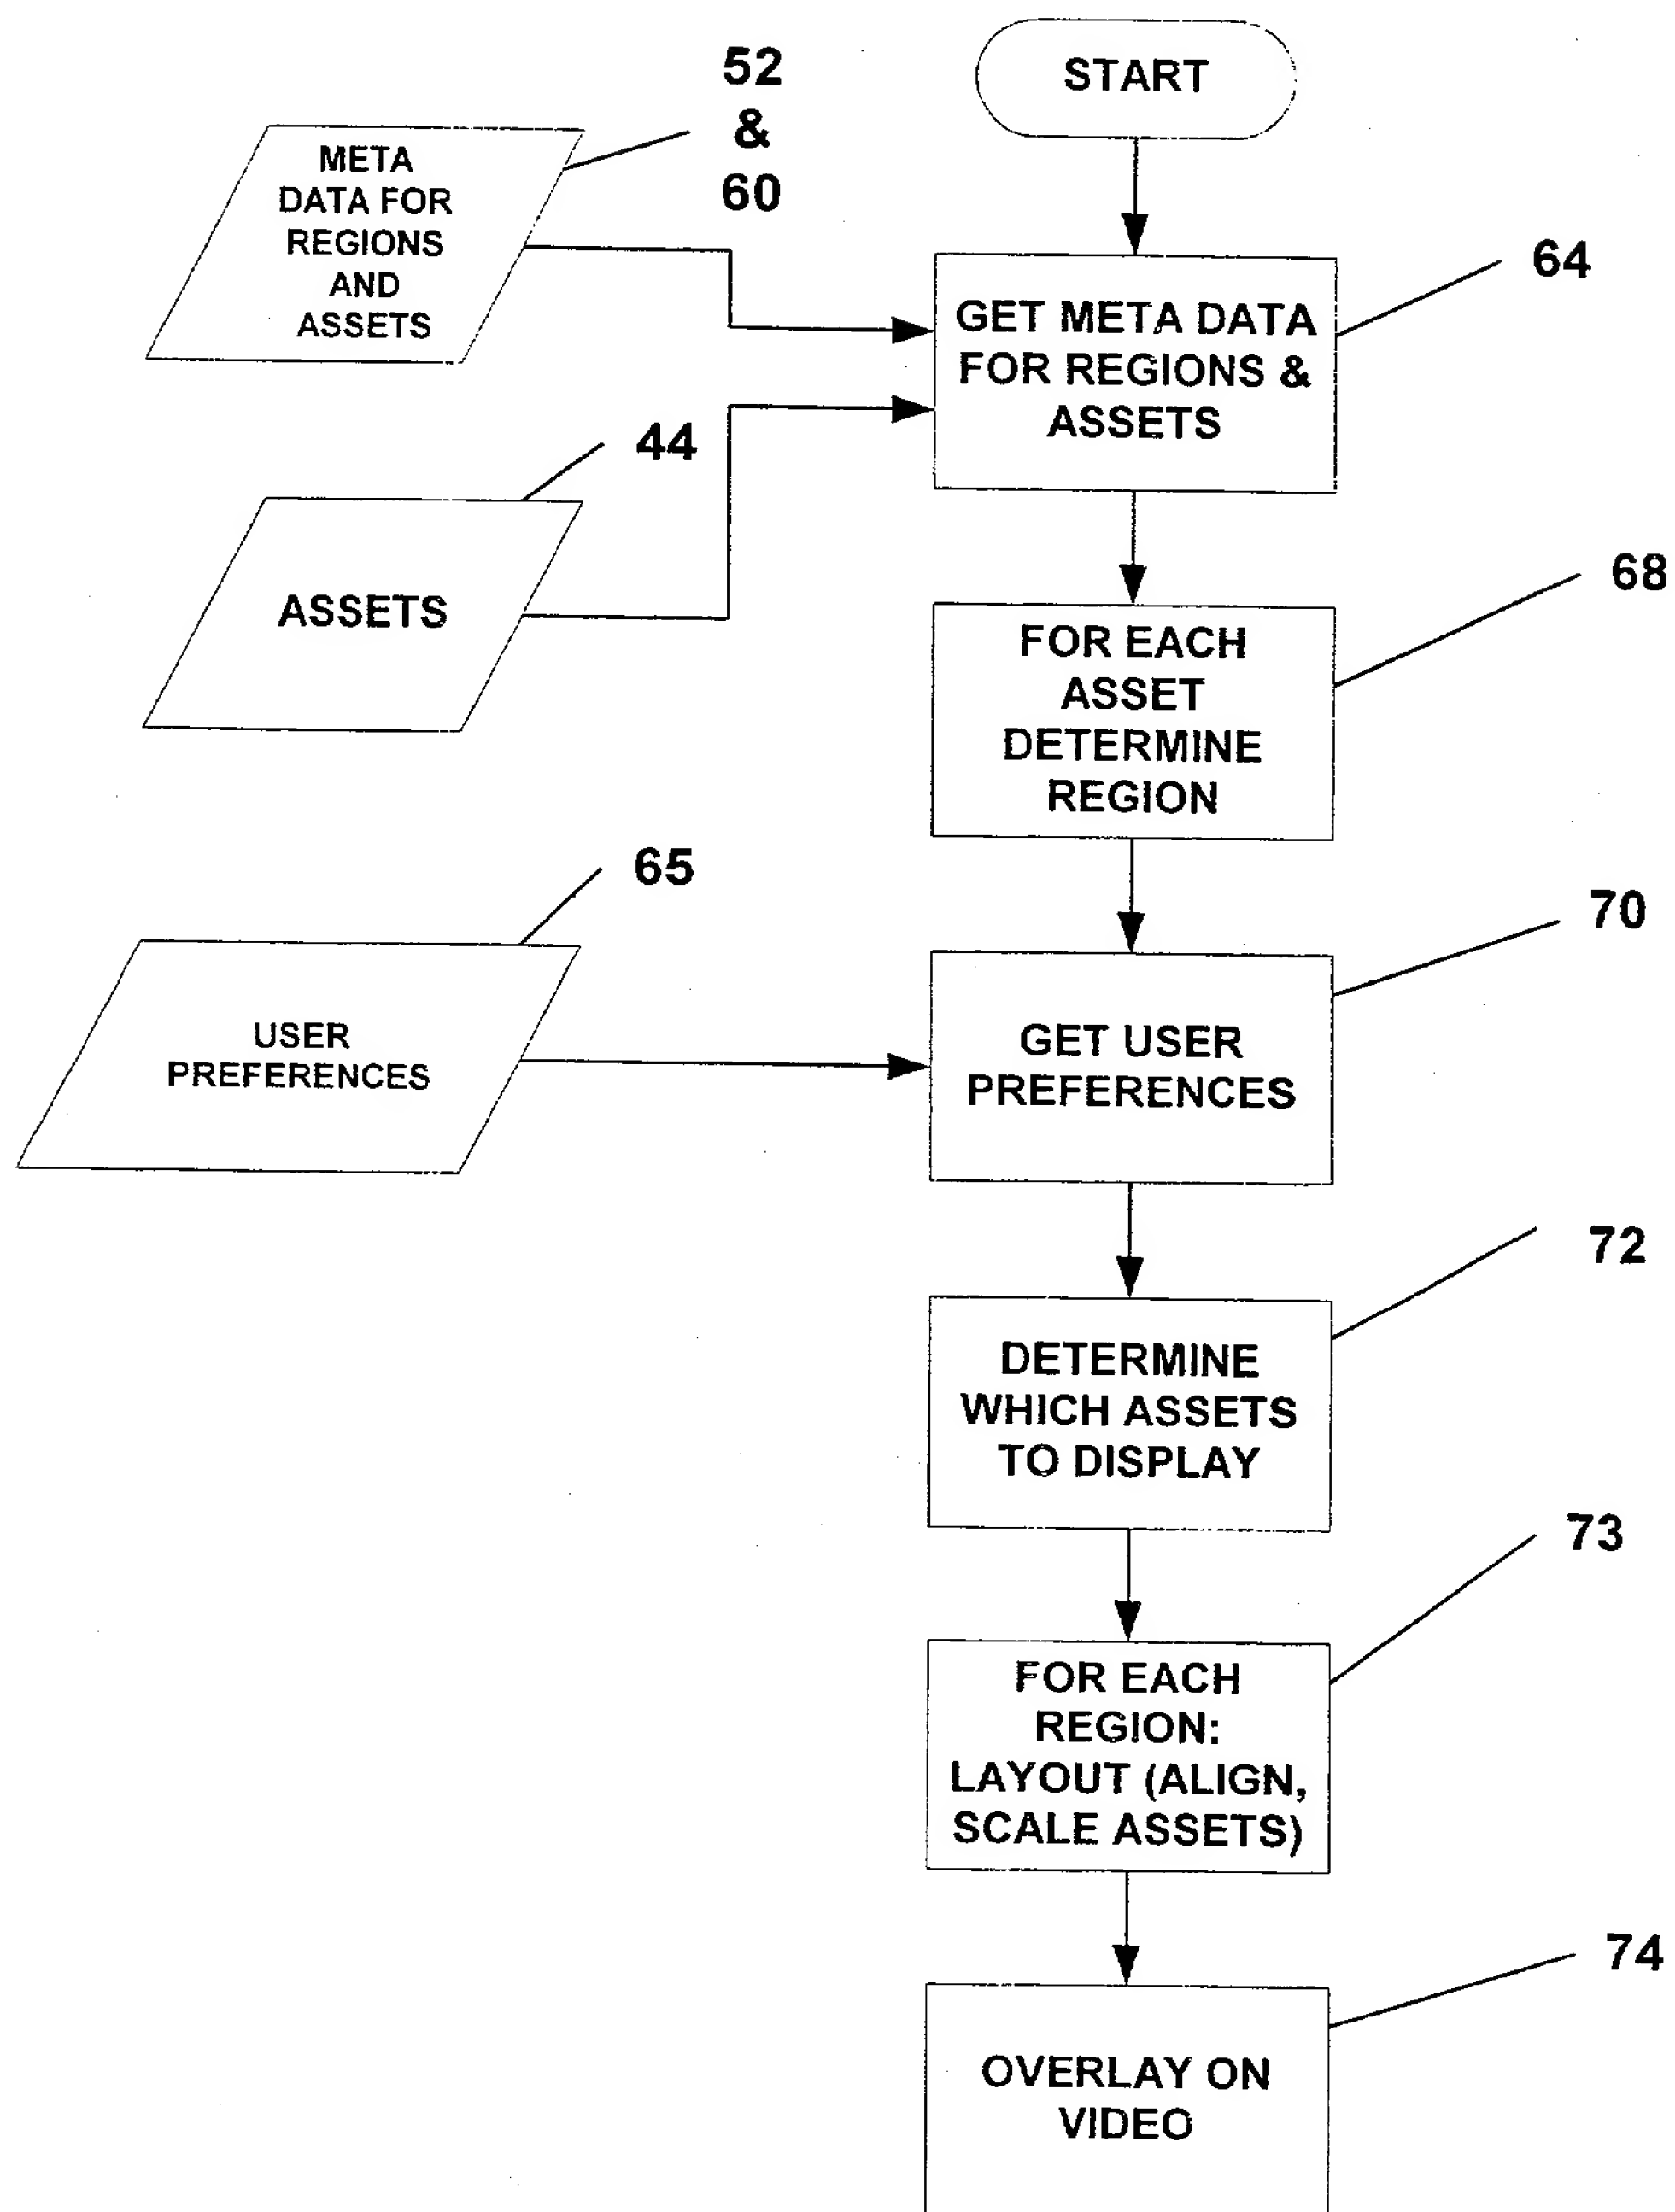 START
52
&
60
META
DATA FOR
REGIONS
AND
ASSETS
64
GET META DATA
FOR REGIONS &
ASSETS
44
ASSETS
68
FOR EACH
ASSET
DETERMINE
REGION
65
USER
PREFERENCES
70
GET USER
PREFERENCES
72
DETERMINE
WHICH ASSETS
TO DISPLAY
73
FOR EACH
REGION:
LAYOUT (ALIGN,
SCALE ASSETS)
74
OVERLAY ON
VIDEO